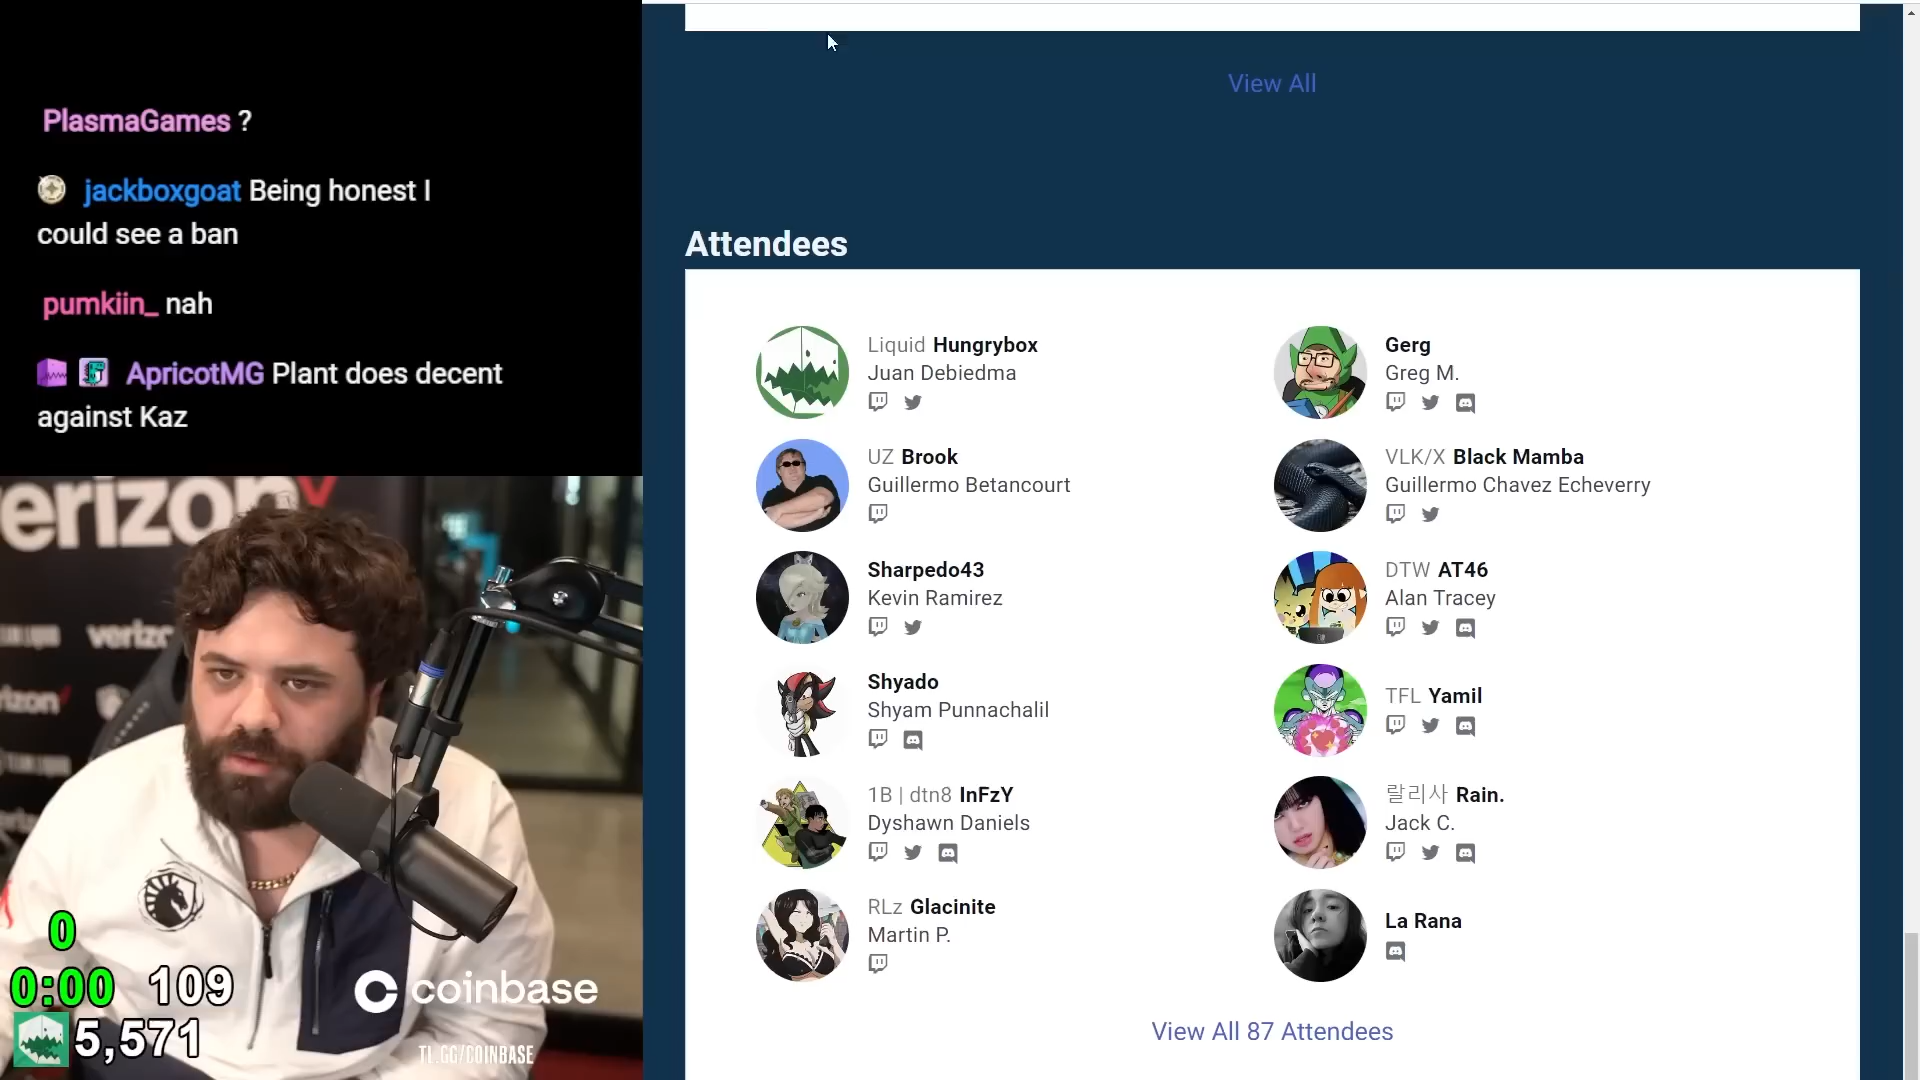 PlasmaGames ?
jackboxgoat Being honest I
could see a ban
pumkiin_ nah
ApricotMG Plant does decent
against Kaz
erizon
verizo
rizon
0
0:00 109
5,571
coinbase
TL.GG/COINBASE
View All
Attendees
Liquid Hungrybox
Juan Debiedma
Gerg
Greg M.
UZ Brook
Guillermo Betancourt
VLK/X Black Mamba
Guillermo Chavez Echeverry
Sharpedo43
Kevin Ramirez
DTW AT46
Alan Tracey
Shyado
Shyam Punnachalil
TFL Yamil
1B | dtn8 InFzY
Dyshawn Daniels
랄리사 Rain.
Jack C.
RLz Glacinite
Martin P.
La Rana
View All 87 Attendees